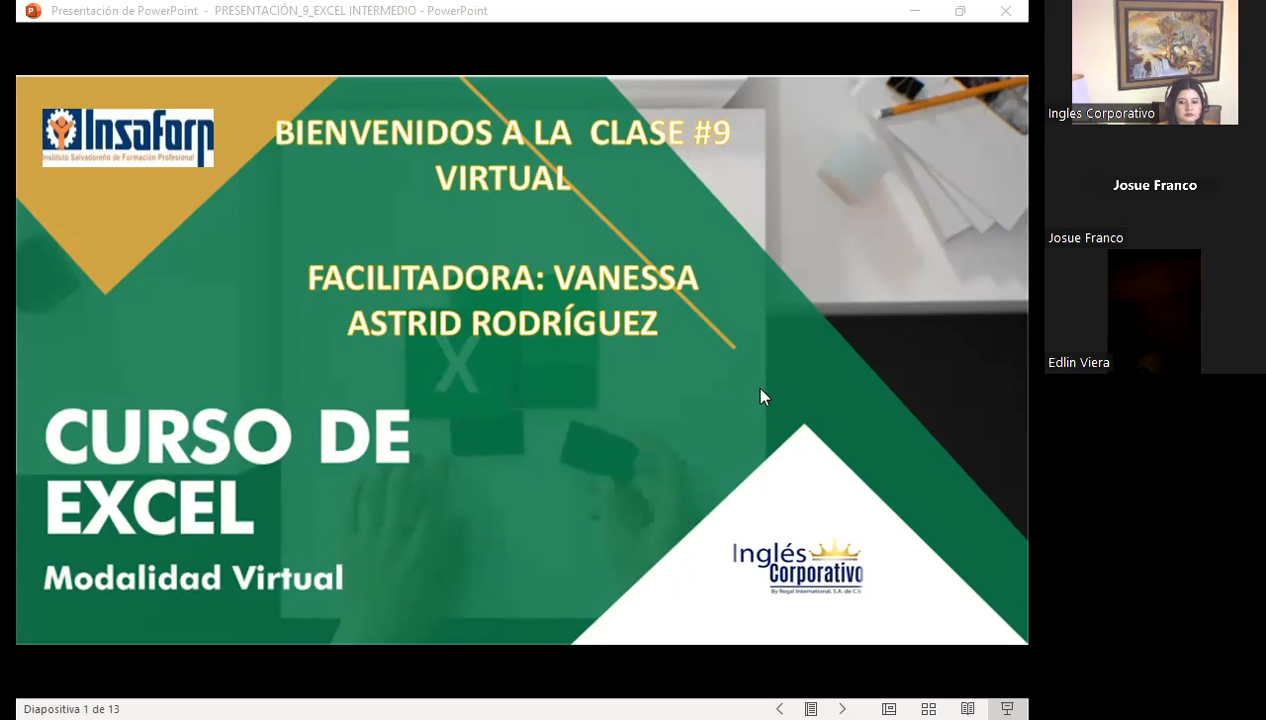 Presentación de PowerPoint - PRESENTACIÓN_9_EXCEL INTERMEDIO - PowerPoint
Insaforp
Instituto Salvadoreño de Formación Profesional
BIENVENIDOS A LA CLASE #9
VIRTUAL
FACILITADORA: VANESSA
ASTRID RODRÍGUEZ
X
CURSO DE
EXCEL
Modalidad Virtual
Inglés
Corporativo
By Regal International, S.A. de C.V.
Diapositiva 1 de 13
Ingles Corporativo
Josue Franco
Josue Franco
Edlin Viera